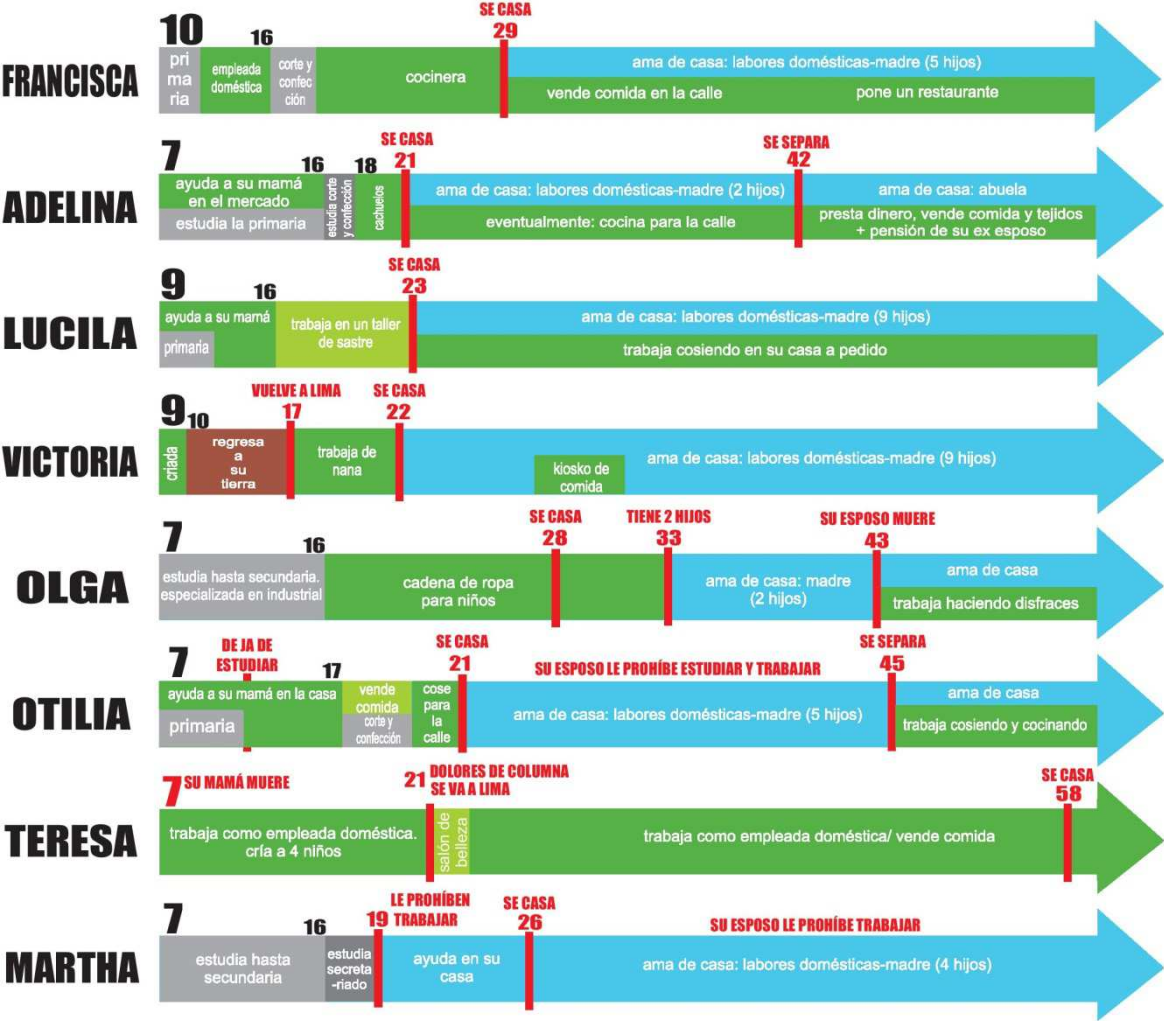 FRANCISCA
10
16
SE CASA
29
pri
ma
ria
empleada
doméstica
corte y
confec
ción
cocinera
ama de casa: labores domésticas-madre (5 hijos)
vende comida en la calle
pone un restaurante
ADELINA
7
16
18
SE CASA
21
SE SEPARA
42
ayuda a su mamá
en el mercado
estudia la primaria
estudia corte
y confección
cachuelos
ama de casa: labores domésticas-madre (2 hijos)
eventualmente: cocina para la calle
ama de casa: abuela
presta dinero, vende comida y tejidos
+ pensión de su ex esposo
LUCILA
9
16
SE CASA
23
ayuda a su mamá
primaria
trabaja en un taller
de sastre
ama de casa: labores domésticas-madre (9 hijos)
trabaja cosiendo en su casa a pedido
VICTORIA
9
10
VUELVE A LIMA
17
SE CASA
22
criada
regresa
a
su
tierra
trabaja de
nana
kiosko de
comida
ama de casa: labores domésticas-madre (9 hijos)
OLGA
7
16
SE CASA
28
TIENE 2 HIJOS
33
SU ESPOSO MUERE
43
estudia hasta secundaria.
especializada en industrial
cadena de ropa
para niños
ama de casa: madre
(2 hijos)
ama de casa
trabaja haciendo disfraces
OTILIA
7
DE JA DE
ESTUDIAR
17
SE CASA
21
SU ESPOSO LE PROHÍBE ESTUDIAR Y TRABAJAR
SE SEPARA
45
ayuda a su mamá en la casa
primaria
vende
comida
corte y
confección
cose
para
la
calle
ama de casa: labores domésticas-madre (5 hijos)
ama de casa
trabaja cosiendo y cocinando
TERESA
7 SU MAMÁ MUERE
21
DOLORES DE COLUMNA
SE VA A LIMA
SE CASA
58
trabaja como empleada doméstica.
cría a 4 niños
salón de
belleza
trabaja como empleada doméstica/ vende comida
MARTHA
7
16
19
LE PROHÍBEN
TRABAJAR
SE CASA
26
SU ESPOSO LE PROHÍBE TRABAJAR
estudia hasta
secundaria
estudia
secreta
-riado
ayuda en su
casa
ama de casa: labores domésticas-madre (4 hijos)